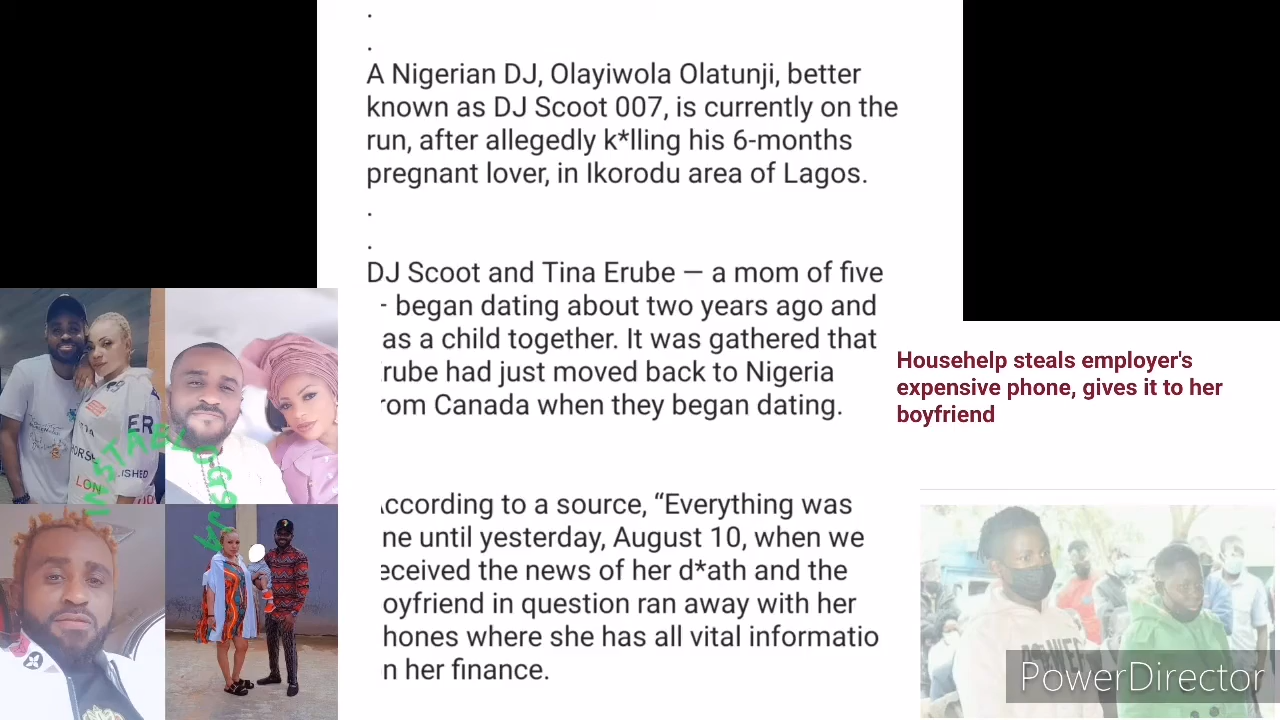 .
.
A Nigerian DJ, Olayiwola Olatunji, better
known as DJ Scoot 007, is currently on the
run, after allegedly k*lling his 6-months
pregnant lover, in Ikorodu area of Lagos.
.
.
DJ Scoot and Tina Erube — a mom of five
- began dating about two years ago and
as a child together. It was gathered that
rube had just moved back to Nigeria
rom Canada when they began dating.
ccording to a source, “Everything was
ne until yesterday, August 10, when we
eceived the news of her d*ath and the
oyfriend in question ran away with her
hones where she has all vital informatio
n her finance.
Househelp steals employer's
expensive phone, gives it to her
boyfriend
INSTABLOG9JA
ER
LON
LISHED
PowerDirector